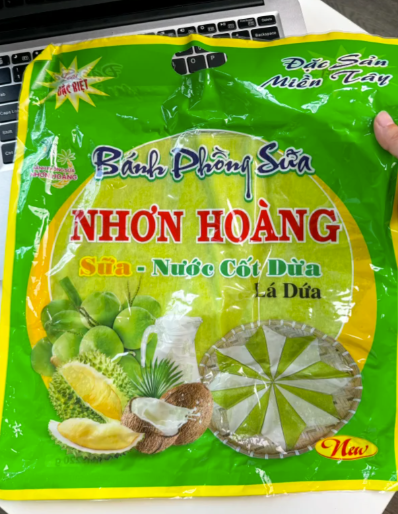 ĐẶC BIỆT
Đặc Sản
Miền Tây
Bánh Phồng Sữa
NHƠN HOÀNG
Sữa - Nước Cốt Dừa
Lá Dứa
New